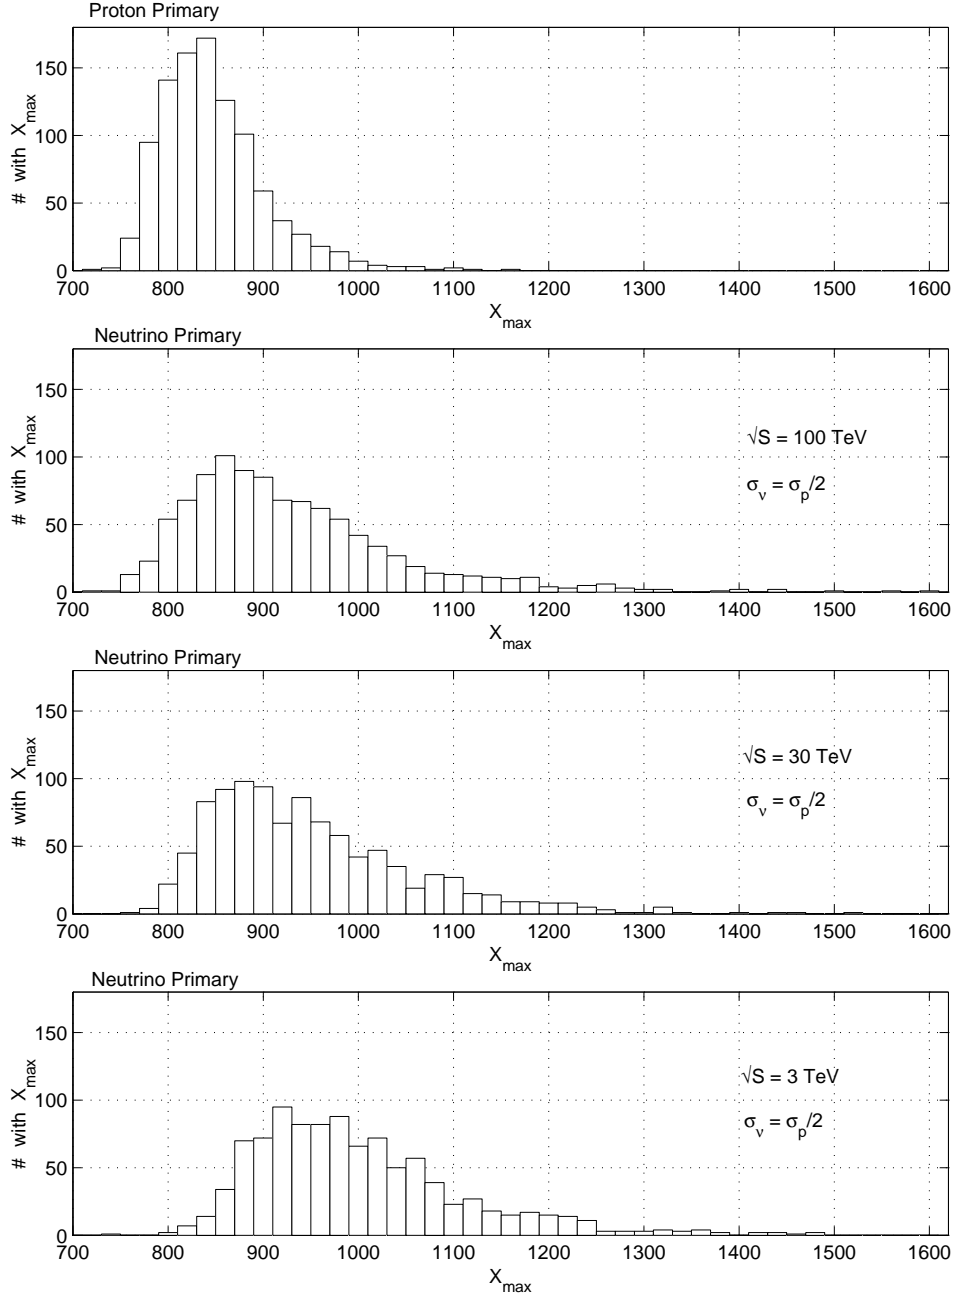 Proton Primary
# with X_max
150
100
50
0
700 800 900 1000 1100 1200 1300 1400 1500 1600
X_max
Neutrino Primary
# with X_max
150
100
50
0
√S = 100 TeV
σ_ν = σ_p/2
700 800 900 1000 1100 1200 1300 1400 1500 1600
X_max
Neutrino Primary
# with X_max
150
100
50
0
√S = 30 TeV
σ_ν = σ_p/2
700 800 900 1000 1100 1200 1300 1400 1500 1600
X_max
Neutrino Primary
# with X_max
150
100
50
0
√S = 3 TeV
σ_ν = σ_p/2
700 800 900 1000 1100 1200 1300 1400 1500 1600
X_max